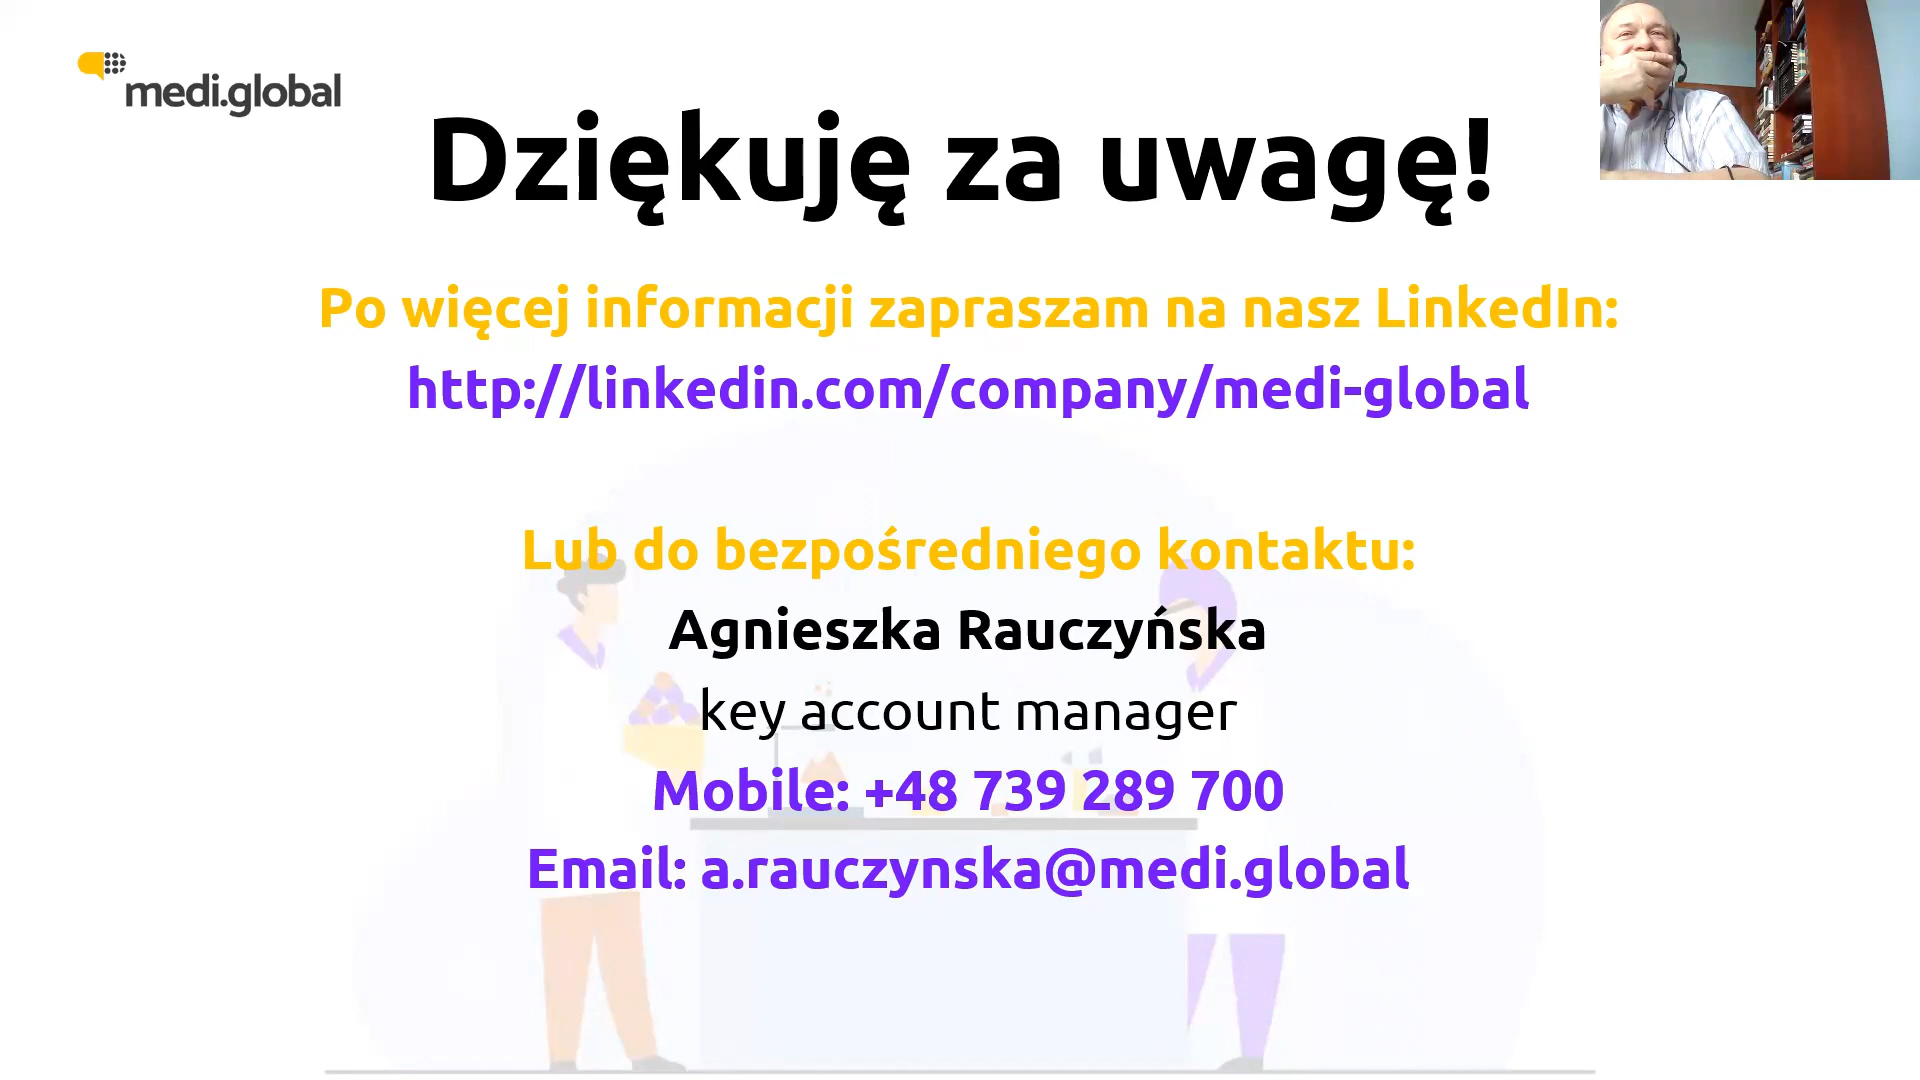 medi.global
Dziękuję za uwagę!
Po więcej informacji zapraszam na nasz LinkedIn:
http://linkedin.com/company/medi-global
Lub do bezpośredniego kontaktu:
Agnieszka Rauczyńska
key account manager
Mobile: +48 739 289 700
Email: a.rauczynska@medi.global